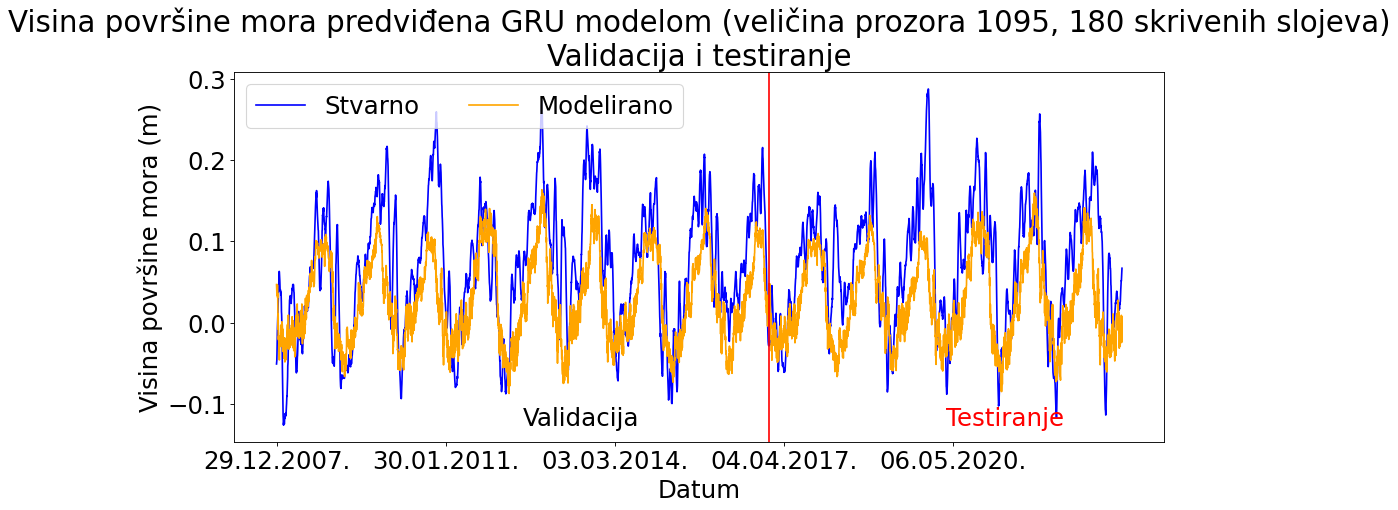 Visina površine mora predviđena GRU modelom (veličina prozora 1095, 180 skrivenih slojeva)
Validacija i testiranje
Stvarno Modelirano
Visina površine mora (m)
0.3
0.2
0.1
0.0
−0.1
Validacija
Testiranje
29.12.2007. 30.01.2011. 03.03.2014. 04.04.2017. 06.05.2020.
Datum